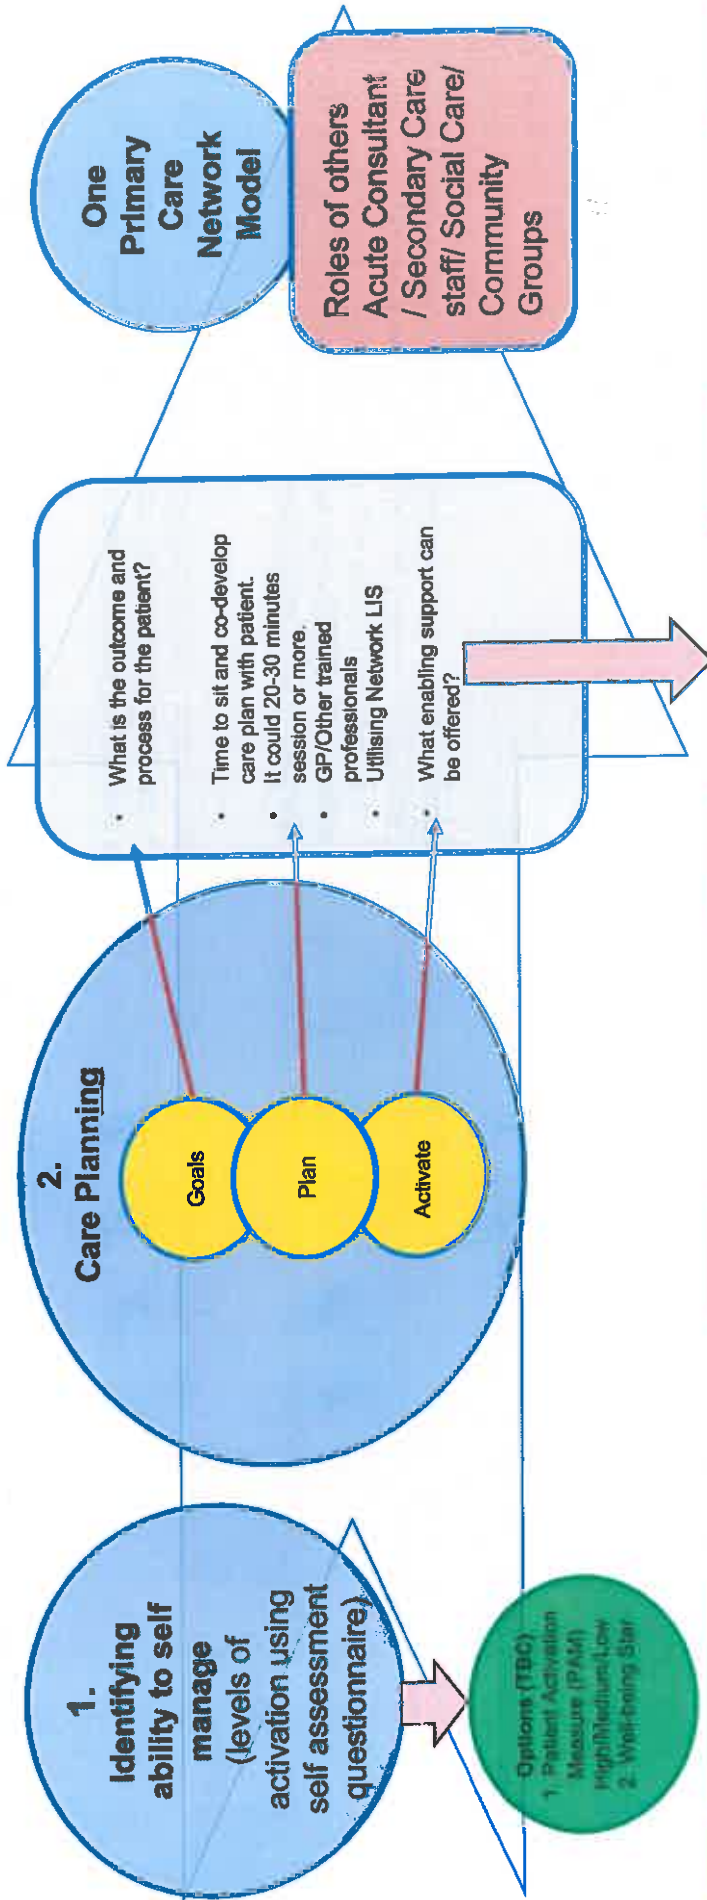 1.
Identifying
ability to self
manage
(levels of
activation using
self assessment
questionnaire)
Options (TBC)
1. Patient Activation
Measure (PAM)
High/Medium/Low
2. Well-being Star
2.
Care Planning
Goals
Plan
Activate
• What is the outcome and
process for the patient?
• Time to sit and co-develop
care plan with patient.
• It could 20-30 minutes
session or more.
• GP/Other trained
professionals
• Utilising Network LIS
• What enabling support can
be offered?
One
Primary
Care
Network
Model
Roles of others
Acute Consultant
/ Secondary Care
staff/ Social Care/
Community
Groups